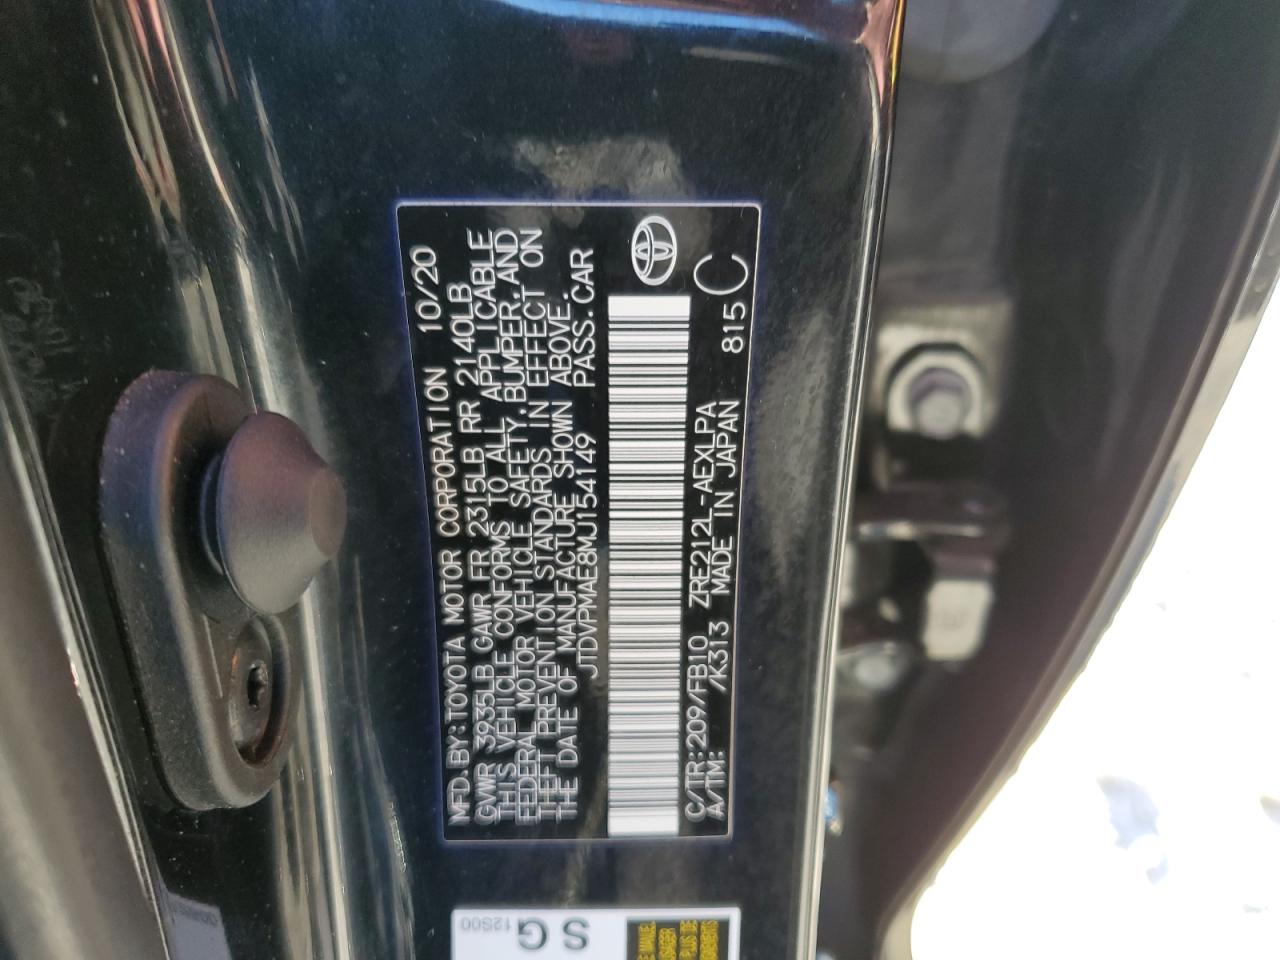 MFD.BY:TOYOTA MOTOR CORPORATION 10/20
GVWR 3935LB GAWR FR 2315LB RR 2140LB
THIS VEHICLE CONFORMS TO ALL APPLICABLE
FEDERAL MOTOR VEHICLE SAFETY,BUMPER,AND
THEFT PREVENTION STANDARDS IN EFFECT ON
THE DATE OF MANUFACTURE SHOWN ABOVE.
JTDVPMAE8MJ154149 PASS.CAR
C/TR:209/FB10 ZRE212L-AEXLPA 815
A/TM: /K313 MADE IN JAPAN C
SG
12S00